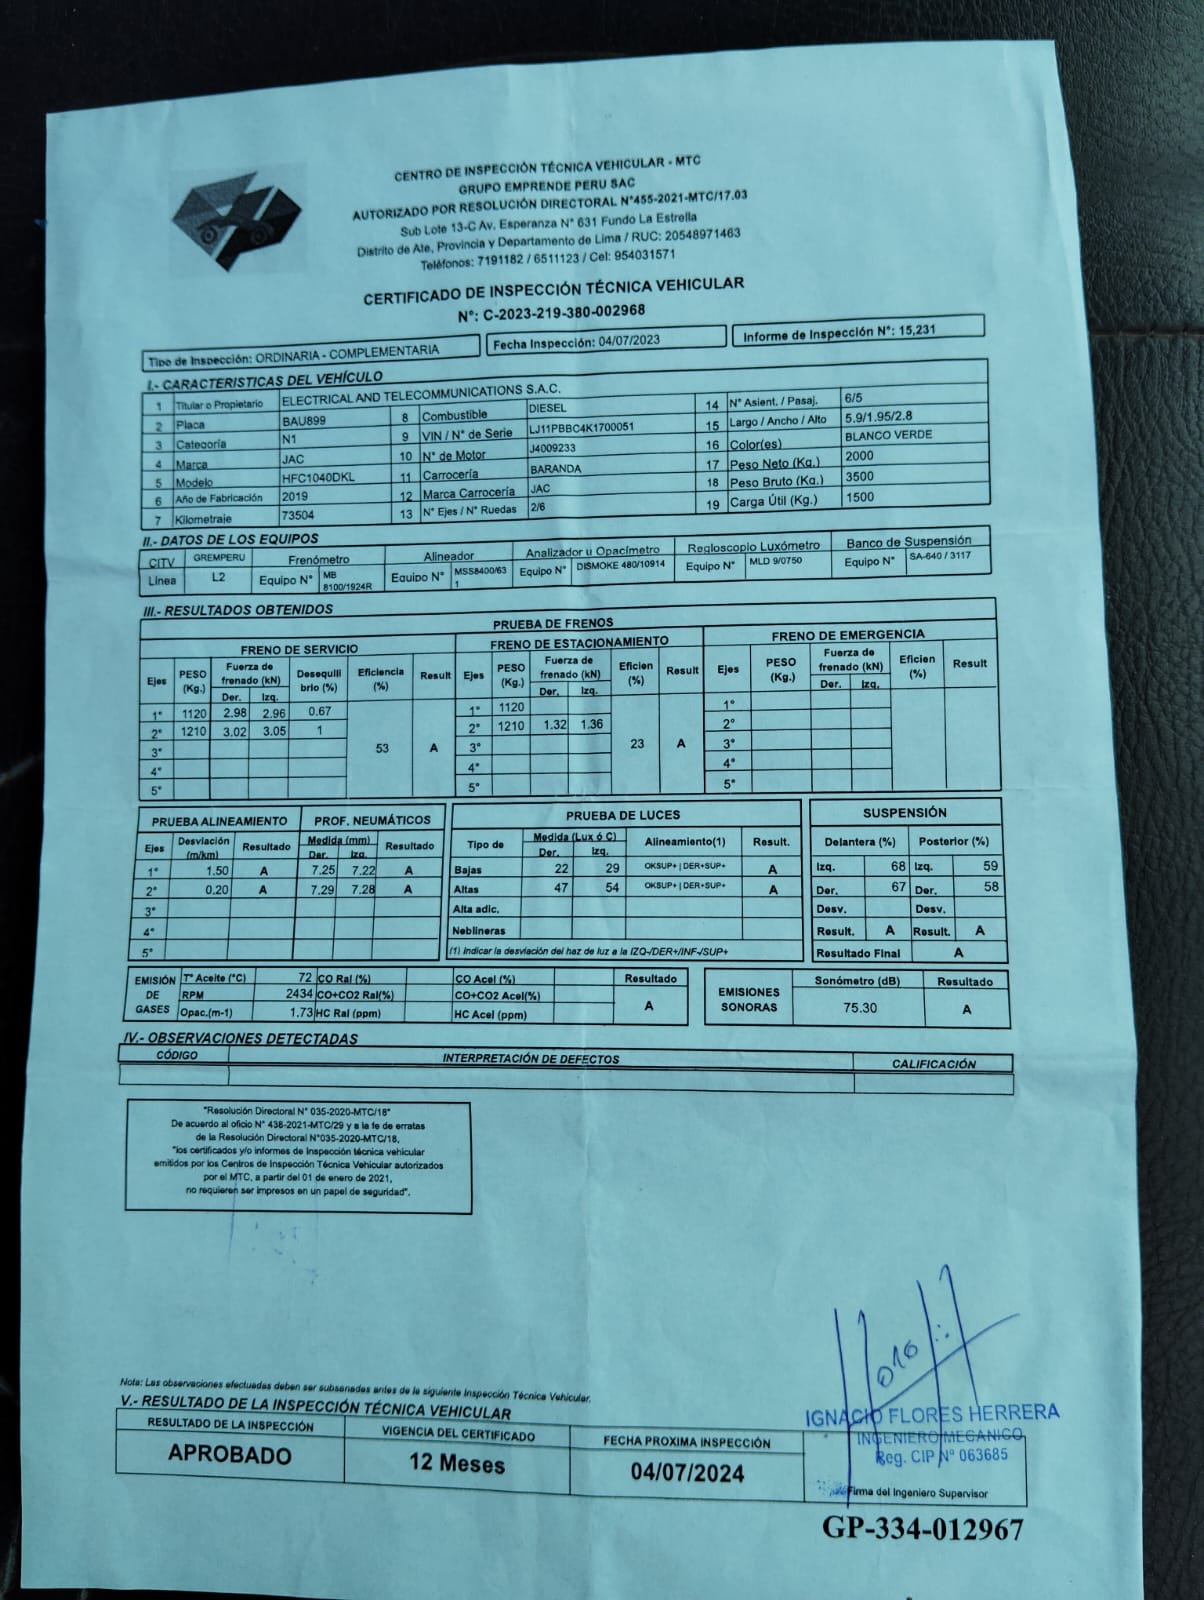 CENTRO DE INSPECCIÓN TÉCNICA VEHICULAR - MTC
GRUPO EMPRENDE PERU SAC
AUTORIZADO POR RESOLUCIÓN DIRECTORAL N°455-2021-MTC/17.03
Sub Lote 13-C Av. Esperanza N° 631 Fundo La Estrella
Distrito de Ate, Provincia y Departamento de Lima / RUC: 20548971463
Teléfonos: 7191182 / 6511123 / Cel: 954031571
CERTIFICADO DE INSPECCIÓN TÉCNICA VEHICULAR
N°: C-2023-219-380-002968
Tipo de Inspección: ORDINARIA - COMPLEMENTARIA Fecha Inspección: 04/07/2023 Informe de Inspección N°: 15,231
I.- CARACTERISTICAS DEL VEHÍCULO
1 Titular o Propietario ELECTRICAL AND TELECOMMUNICATIONS S.A.C.
2 Placa BAU899 8 Combustible DIESEL 14 N° Asient. / Pasaj. 6/5
3 Categoría N1 9 VIN / N° de Serie LJ11PBBC4K1700051 15 Largo / Ancho / Alto 5.9/1.95/2.8
4 Marca JAC 10 N° de Motor J4009233 16 Color(es) BLANCO VERDE
5 Modelo HFC1040DKL 11 Carrocería BARANDA 17 Peso Neto (Kg.) 2000
6 Año de Fabricación 2019 12 Marca Carrocería JAC 18 Peso Bruto (Kg.) 3500
7 Kilometraje 73504 13 N° Ejes / N° Ruedas 2/6 19 Carga Útil (Kg.) 1500
II.- DATOS DE LOS EQUIPOS
CITV GREMPERU Frenómetro Alineador Analizador u Opacímetro Regloscopio Luxómetro Banco de Suspensión
Línea L2 Equipo N° MB 8100/1924R Equipo N° MSS8400/63 1 Equipo N° DISMOKE 480/10914 Equipo N° MLD 9/0750 Equipo N° SA-640 / 3117
III.- RESULTADOS OBTENIDOS
PRUEBA DE FRENOS
FRENO DE SERVICIO FRENO DE ESTACIONAMIENTO FRENO DE EMERGENCIA
Ejes PESO (Kg.) Fuerza de frenado (kN) Der. Izq. Desequili brio (%) Eficiencia (%) Result Ejes PESO (Kg.) Fuerza de frenado (kN) Der. Izq. Eficien (%) Result Ejes PESO (Kg.) Fuerza de frenado (kN) Der. Izq. Eficien (%) Result
1° 1120 2.98 2.96 0.67 1° 1120 1°
2° 1210 3.02 3.05 1 2° 1210 1.32 1.36 2°
3° 53 A 3° 23 A 3°
4° 4° 4°
5° 5° 5°
PRUEBA ALINEAMIENTO PROF. NEUMÁTICOS PRUEBA DE LUCES SUSPENSIÓN
Ejes Desviación (m/km) Resultado Medida (mm) Der. Izq. Resultado Tipo de Medida (Lux ó C) Der. Izq. Alineamiento(1) Result. Delantera (%) Posterior (%)
1° 1.50 A 7.25 7.22 A Bajas 22 29 OKSUP+ | DER+SUP+ A Izq. 68 Izq. 59
2° 0.20 A 7.29 7.28 A Altas 47 54 OKSUP+ | DER+SUP+ A Der. 67 Der. 58
3° Alta adic. Desv. Desv.
4° Neblineras Result. A Result. A
5° (1) Indicar la desviación del haz de luz a la IZQ-/DER+/INF-/SUP+ Resultado Final A
EMISIÓN DE GASES T° Aceite (°C) 72 CO Ral (%) CO Acel (%) Resultado
RPM 2434 CO+CO2 Ral(%) CO+CO2 Acel(%) A
Opac.(m-1) 1.73 HC Ral (ppm) HC Acel (ppm)
EMISIONES SONORAS Sonómetro (dB) Resultado
75.30 A
IV.- OBSERVACIONES DETECTADAS
CÓDIGO INTERPRETACIÓN DE DEFECTOS CALIFICACIÓN
"Resolución Directoral N° 035-2020-MTC/18"
De acuerdo al oficio N° 436-2021-MTC/29 y a la fe de erratas
de la Resolución Directoral N°035-2020-MTC/18,
"los certificados y/o informes de Inspección técnica vehicular
emitidos por los Centros de Inspección Técnica Vehicular autorizados
por el MTC, a partir del 01 de enero de 2021,
no requieren ser impresos en un papel de seguridad".
Nota: Las observaciones efectuadas deben ser subsanadas antes de la siguiente Inspección Técnica Vehicular.
V.- RESULTADO DE LA INSPECCIÓN TÉCNICA VEHICULAR
RESULTADO DE LA INSPECCIÓN VIGENCIA DEL CERTIFICADO FECHA PROXIMA INSPECCIÓN
APROBADO 12 Meses 04/07/2024
IGNACIO FLORES HERRERA
INGENIERO MECANICO
Reg. CIP Nº 063685
Firma del Ingeniero Supervisor
GP-334-012967